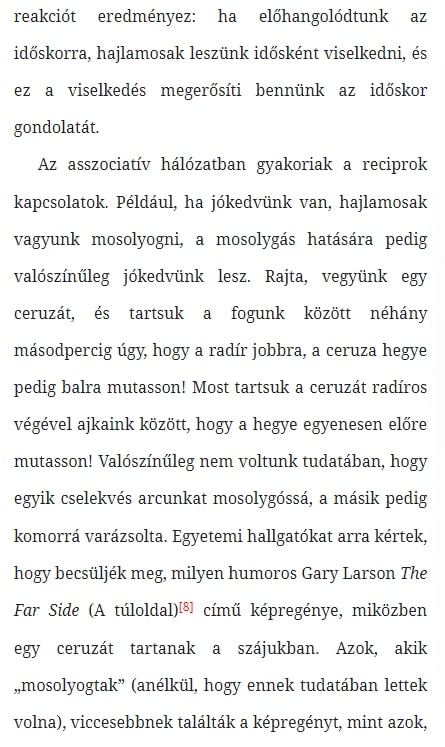 reakciót eredményez: ha előhangolódtunk az
időskorra, hajlamosak leszünk idősként viselkedni, és
ez a viselkedés megerősíti bennünk az időskor
gondolatát.
Az asszociatív hálózatban gyakoriak a reciprok
kapcsolatok. Például, ha jókedvünk van, hajlamosak
vagyunk mosolyogni, a mosolygás hatására pedig
valószínűleg jókedvünk lesz. Rajta, vegyünk egy
ceruzát, és tartsuk a fogunk között néhány
másodpercig úgy, hogy a radír jobbra, a ceruza hegye
pedig balra mutasson! Most tartsuk a ceruzát radíros
végével ajkaink között, hogy a hegye egyenesen előre
mutasson! Valószínűleg nem voltunk tudatában, hogy
egyik cselekvés arcunkat mosolygóssá, a másik pedig
komorrá varázsolta. Egyetemi hallgatókat arra kértek,
hogy becsüljék meg, milyen humoros Gary Larson The
Far Side (A túloldal)[8] című képregénye, miközben
egy ceruzát tartanak a szájukban. Azok, akik
„mosolyogtak” (anélkül, hogy ennek tudatában lettek
volna), viccesebbnek találták a képregényt, mint azok,